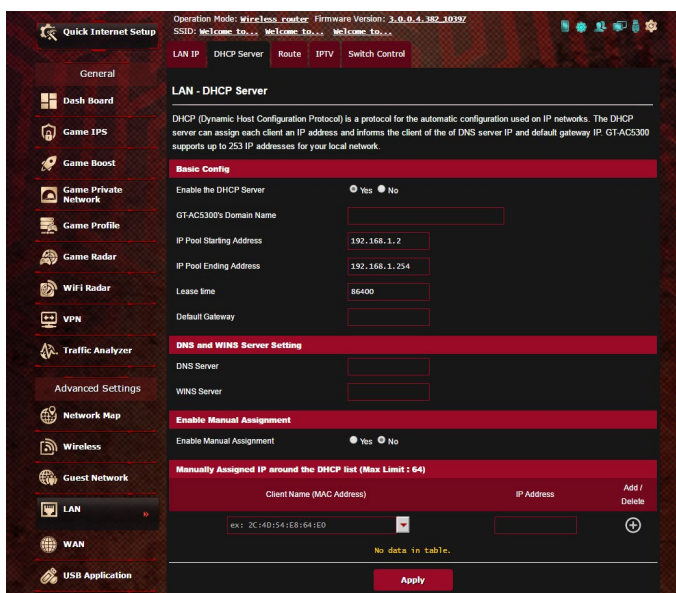 Quick Internet Setup
General
Dash Board
Game IPS
Game Boost
Game Private
Network
Game Profile
Game Radar
WiFi Radar
VPN
Traffic Analyzer
Advanced Settings
Network Map
Wireless
Guest Network
LAN
WAN
USB Application
Operation Mode: Wireless router Firmware Version: 3.0.0.4.382_10397
SSID: Welcome to... Welcome to... Welcome to...
LAN IP DHCP Server Route IPTV Switch Control
LAN - DHCP Server
DHCP (Dynamic Host Configuration Protocol) is a protocol for the automatic configuration used on IP networks. The DHCP
server can assign each client an IP address and informs the client of the of DNS server IP and default gateway IP. GT-AC5300
supports up to 253 IP addresses for your local network.
Basic Config
Enable the DHCP Server Yes No
GT-AC5300's Domain Name
IP Pool Starting Address 192.168.1.2
IP Pool Ending Address 192.168.1.254
Lease time 86400
Default Gateway
DNS and WINS Server Setting
DNS Server
WINS Server
Enable Manual Assignment
Enable Manual Assignment Yes No
Manually Assigned IP around the DHCP list (Max Limit : 64)
Client Name (MAC Address) IP Address Add /
Delete
ex: 2C:4D:54:E8:64:E0
No data in table.
Apply